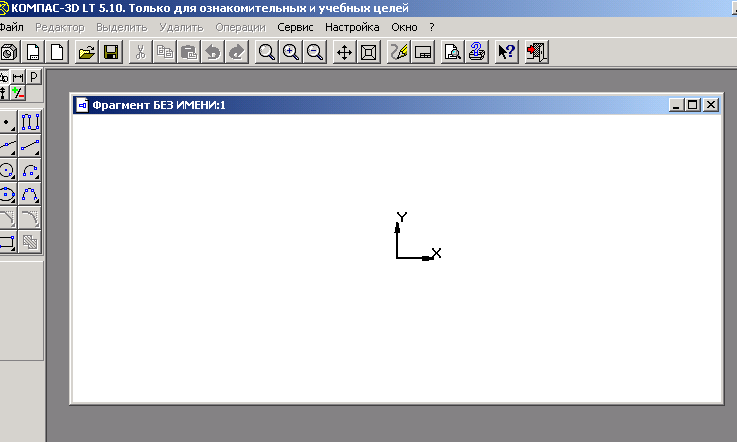 КОМПАС-3D LT 5.10. Только для ознакомительных и учебных целей
Файл Редактор Выделить Удалить Операции Сервис Настройка Окно ?
P
Фрагмент БЕЗ ИМЕНИ:1
Y
X